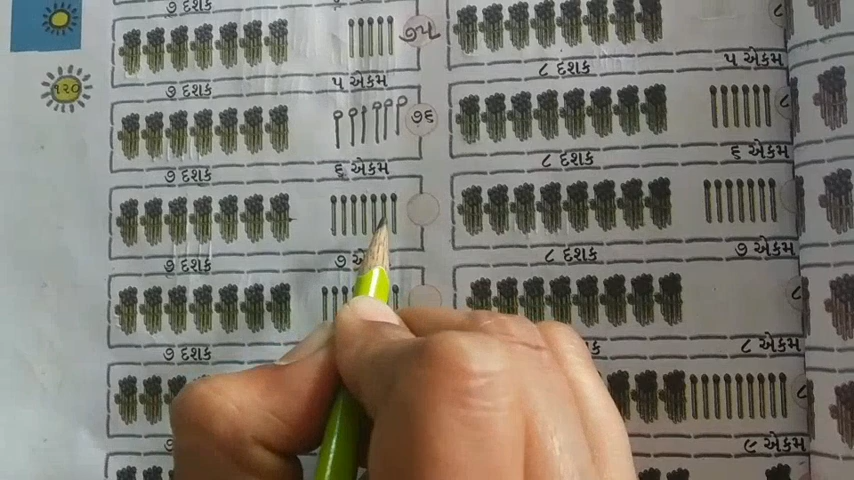 ૭ દશક
૭૫
૫ એકમ
૮ દશક
૫ એકમ
૧૨૦
૭ દશક
૭૬
૬ એકમ
૮ દશક
૬ એકમ
૭ દશક
૮ દશક
૭ એકમ
૭ દશક
૮ એકમ
૯ એકમ